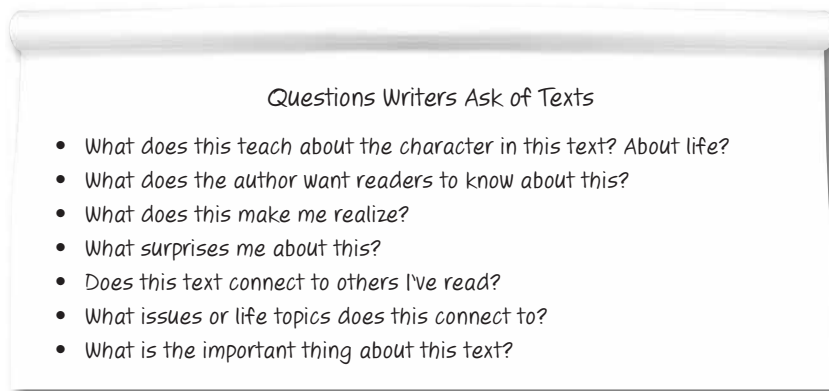 Questions Writers Ask of Texts
• What does this teach about the character in this text? About life?
• What does the author want readers to know about this?
• What does this make me realize?
• What surprises me about this?
• Does this text connect to others I've read?
• What issues or life topics does this connect to?
• What is the important thing about this text?